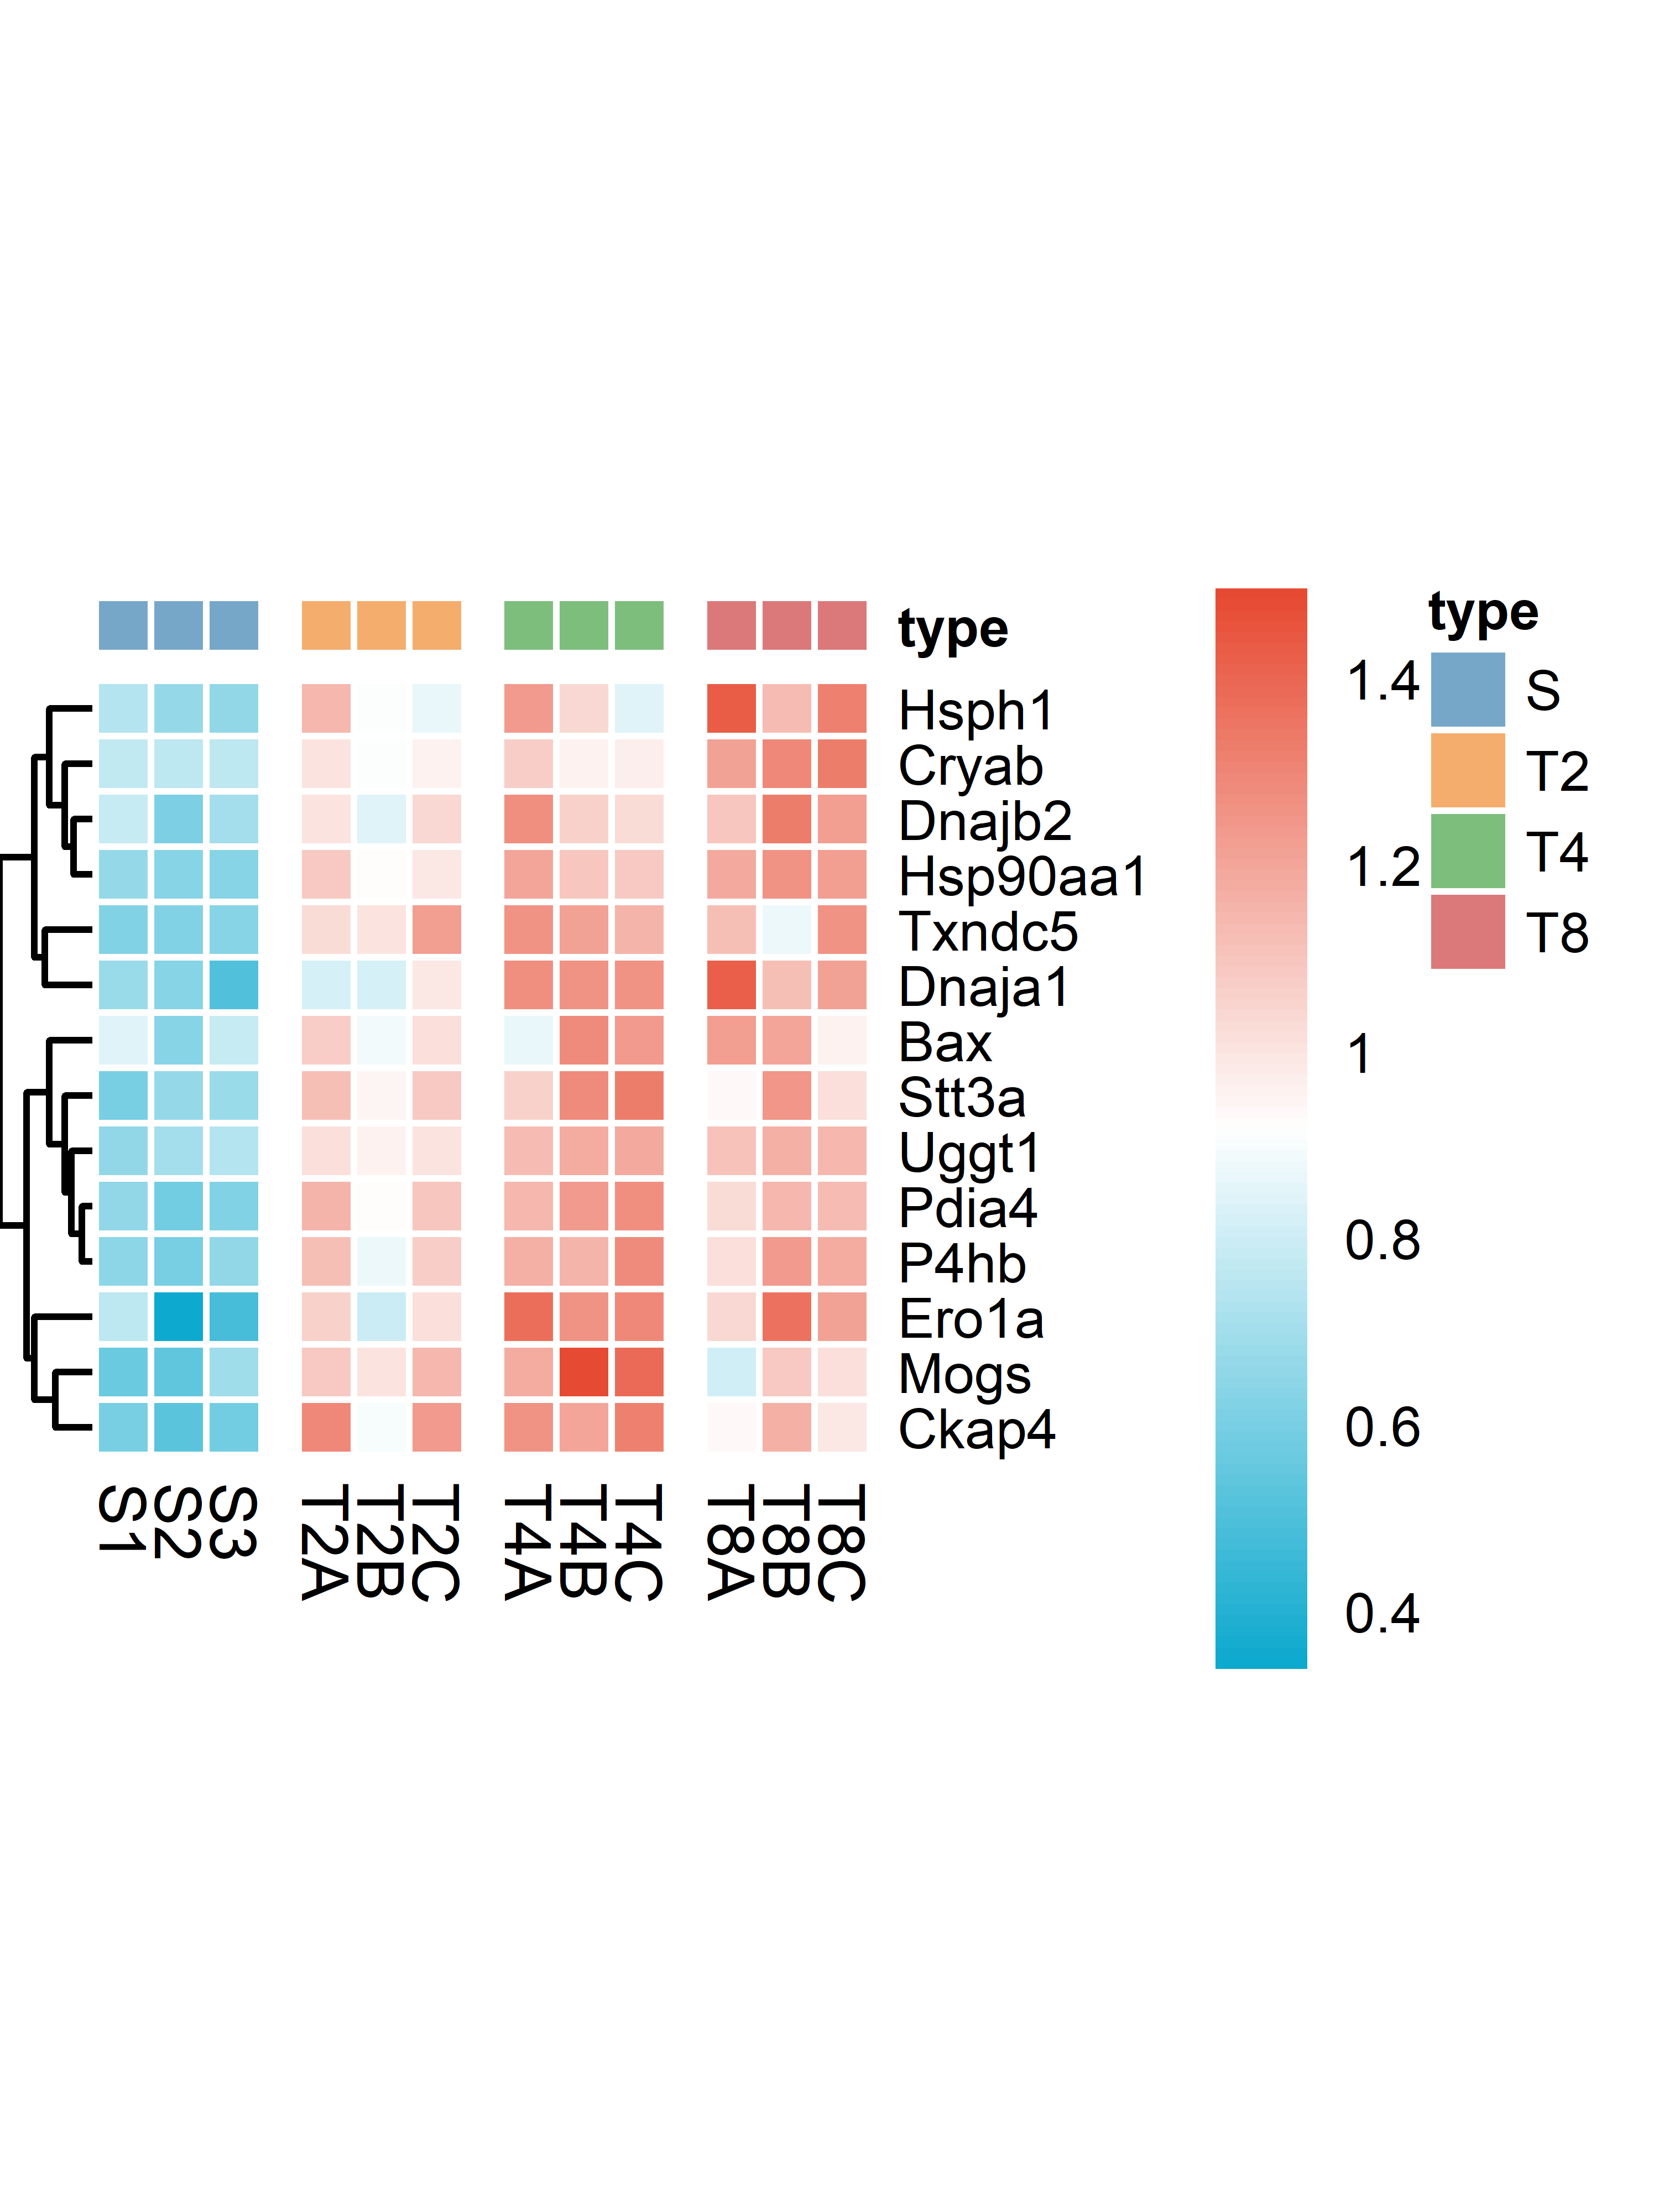 type
Hsph1
Cryab
Dnajb2
Hsp90aa1
Txndc5
Dnaja1
Bax
Stt3a
Uggt1
Pdia4
P4hb
Ero1a
Mogs
Ckap4
S1
S2
S3
T2A
T2B
T2C
T4A
T4B
T4C
T8A
T8B
T8C
1.4
1.2
1
0.8
0.6
0.4
type
S
T2
T4
T8